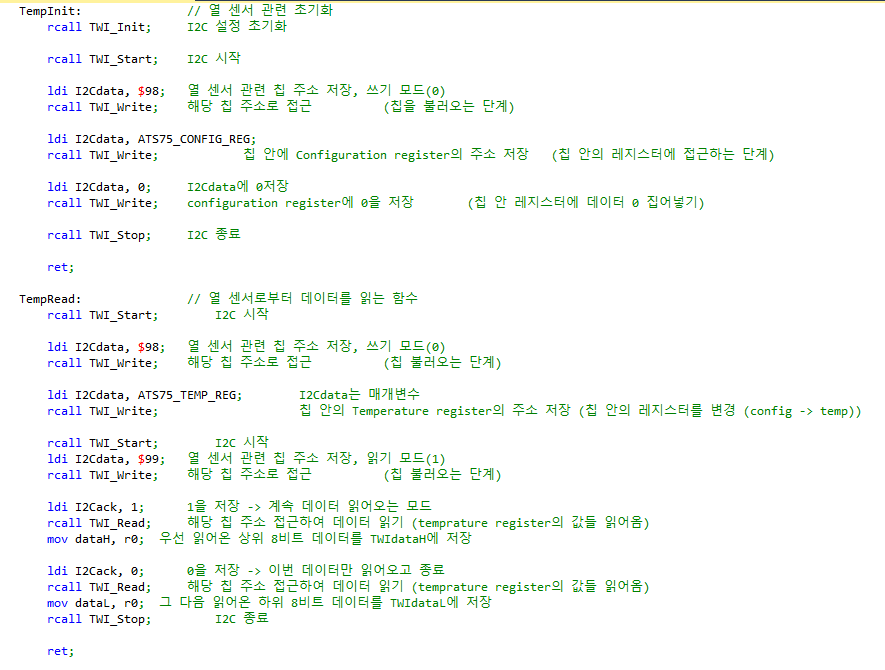 TempInit: // 열 센서 관련 초기화
rcall TWI_Init; I2C 설정 초기화
rcall TWI_Start; I2C 시작
ldi I2Cdata, $98; 열 센서 관련 칩 주소 저장, 쓰기 모드(0)
rcall TWI_Write; 해당 칩 주소로 접근 (칩을 불러오는 단계)
ldi I2Cdata, ATS75_CONFIG_REG;
rcall TWI_Write; 칩 안에 Configuration register의 주소 저장 (칩 안의 레지스터에 접근하는 단계)
ldi I2Cdata, 0; I2Cdata에 0저장
rcall TWI_Write; configuration register에 0을 저장 (칩 안 레지스터에 데이터 0 집어넣기)
rcall TWI_Stop; I2C 종료
ret;
TempRead: // 열 센서로부터 데이터를 읽는 함수
rcall TWI_Start; I2C 시작
ldi I2Cdata, $98; 열 센서 관련 칩 주소 저장, 쓰기 모드(0)
rcall TWI_Write; 해당 칩 주소로 접근 (칩 불러오는 단계)
ldi I2Cdata, ATS75_TEMP_REG; I2Cdata는 매개변수
rcall TWI_Write; 칩 안의 Temperature register의 주소 저장 (칩 안의 레지스터를 변경 (config -> temp))
rcall TWI_Start; I2C 시작
ldi I2Cdata, $99; 열 센서 관련 칩 주소 저장, 읽기 모드(1)
rcall TWI_Write; 해당 칩 주소로 접근 (칩 불러오는 단계)
ldi I2Cack, 1; 1을 저장 -> 계속 데이터 읽어오는 모드
rcall TWI_Read; 해당 칩 주소 접근하여 데이터 읽기 (temprature register의 값들 읽어옴)
mov dataH, r0; 우선 읽어온 상위 8비트 데이터를 TWIdataH에 저장
ldi I2Cack, 0; 0을 저장 -> 이번 데이터만 읽어오고 종료
rcall TWI_Read; 해당 칩 주소 접근하여 데이터 읽기 (temprature register의 값들 읽어옴)
mov dataL, r0; 그 다음 읽어온 하위 8비트 데이터를 TWIdataL에 저장
rcall TWI_Stop; I2C 종료
ret;